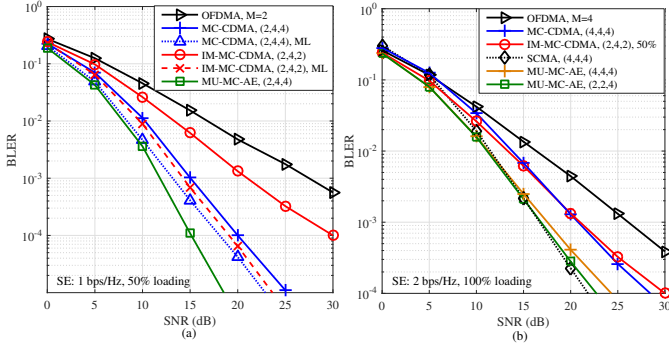 OFDMA, M=2
MC-CDMA, (2,4,4)
MC-CDMA, (2,4,4), ML
IM-MC-CDMA, (2,4,2)
IM-MC-CDMA, (2,4,2), ML
MU-MC-AE, (2,4,4)
10^0
10^-1
10^-2
10^-3
10^-4
BLER
SE: 1 bps/Hz, 50% loading
0 5 10 15 20 25 30
SNR (dB)
(a)
OFDMA, M=4
MC-CDMA, (4,4,4)
IM-MC-CDMA, (2,4,2), 50%
SCMA, (4,4,4)
MU-MC-AE, (4,4,4)
MU-MC-AE, (2,2,4)
10^0
10^-1
10^-2
10^-3
10^-4
BLER
SE: 2 bps/Hz, 100% loading
0 5 10 15 20 25 30
SNR (dB)
(b)